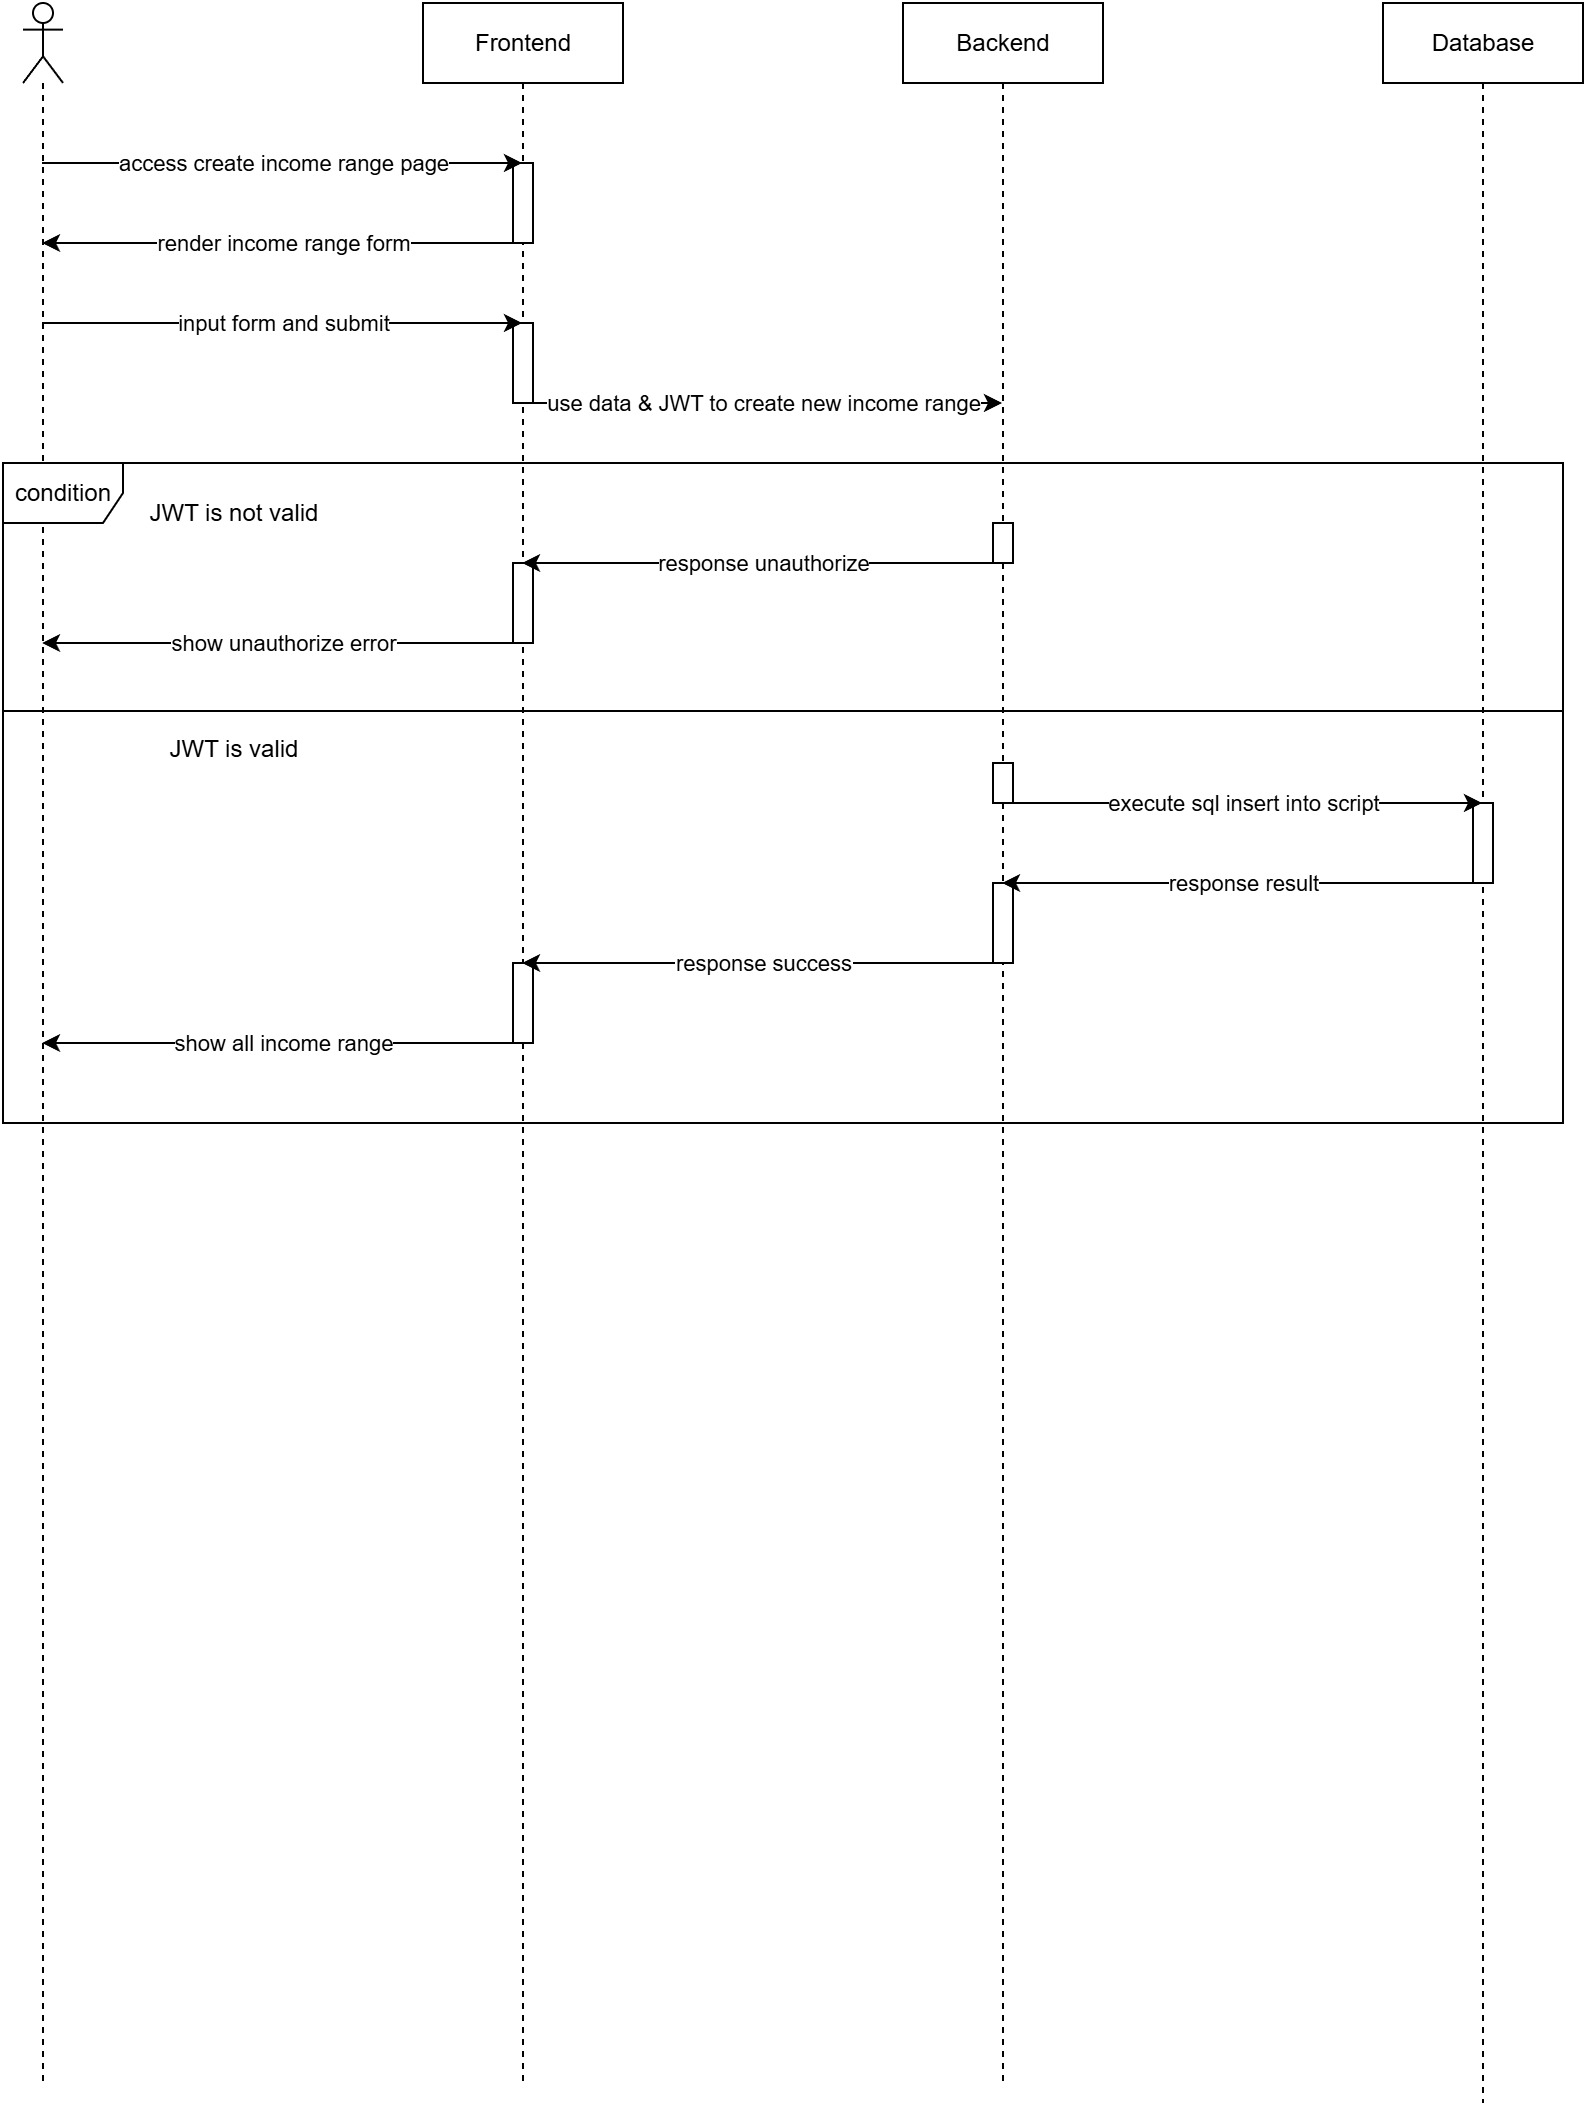 Frontend
Backend
Database
access create income range page
render income range form
input form and submit
use data & JWT to create new income range
condition
JWT is not valid
response unauthorize
show unauthorize error
JWT is valid
execute sql insert into script
response result
response success
show all income range